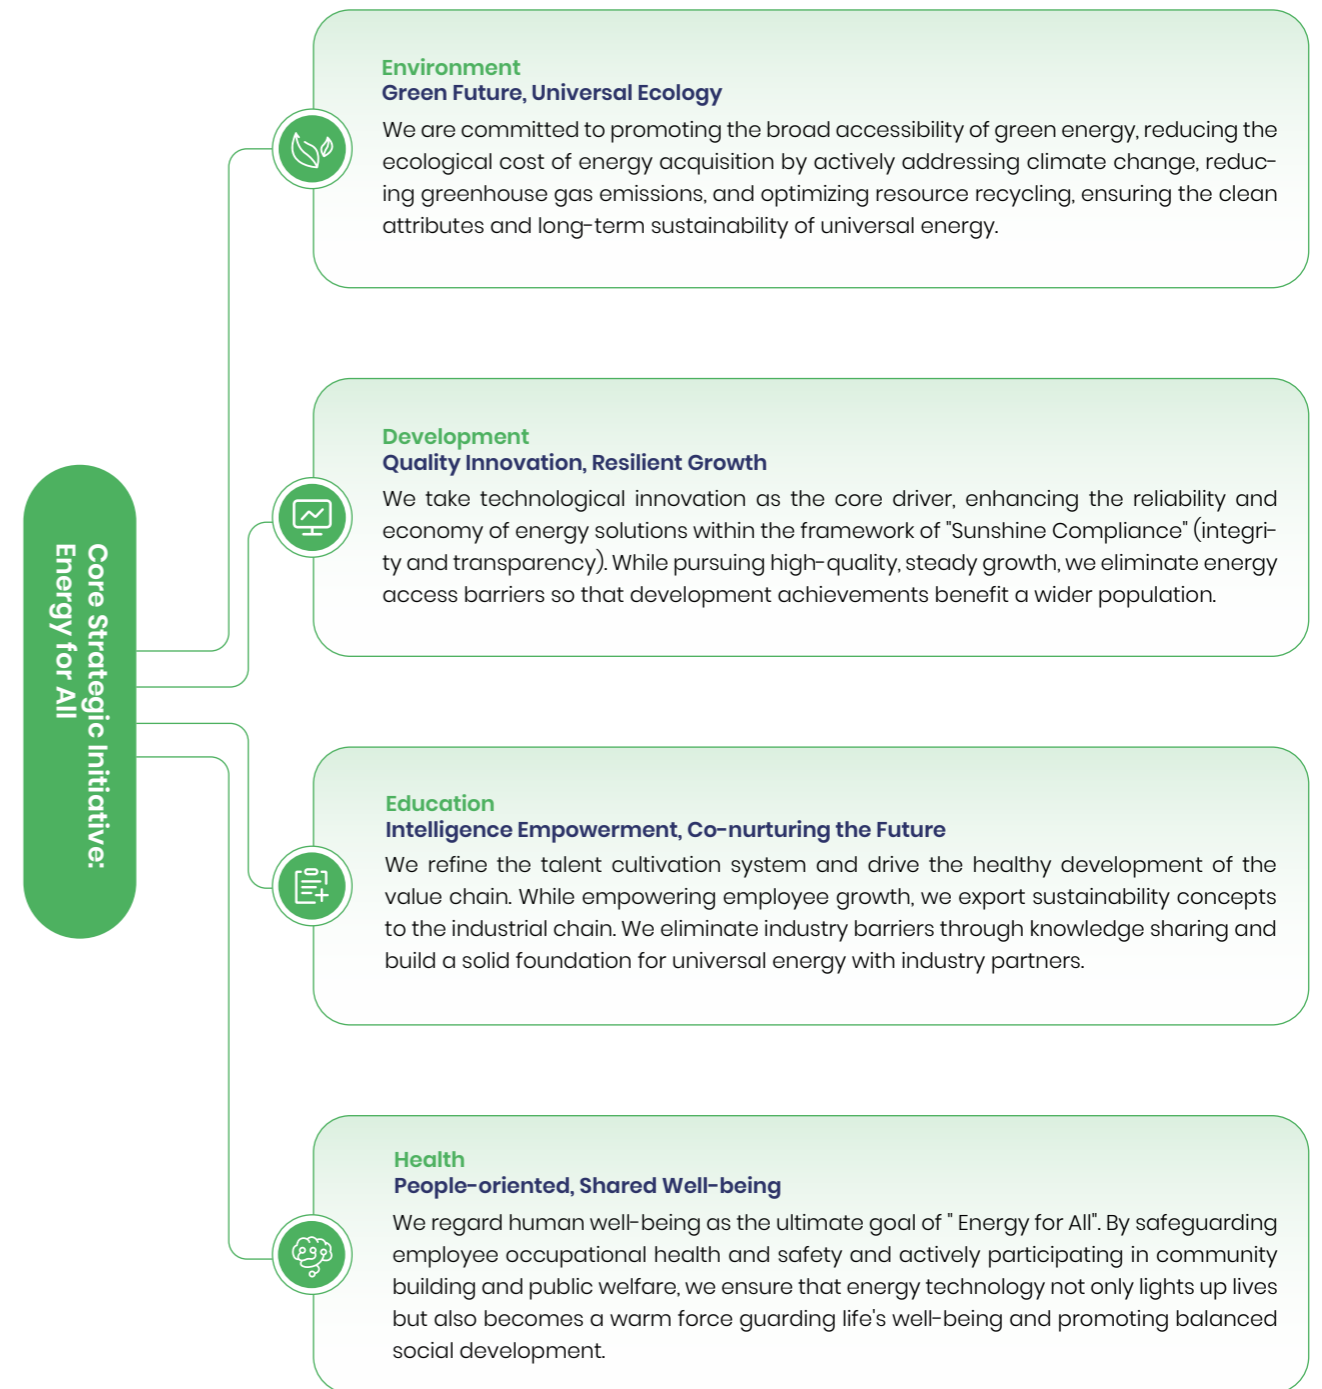 Core Strategic Initiative:
Energy for All
Environment
Green Future, Universal Ecology
We are committed to promoting the broad accessibility of green energy, reducing the
ecological cost of energy acquisition by actively addressing climate change, reduc-
ing greenhouse gas emissions, and optimizing resource recycling, ensuring the clean
attributes and long-term sustainability of universal energy.
Development
Quality Innovation, Resilient Growth
We take technological innovation as the core driver, enhancing the reliability and
economy of energy solutions within the framework of "Sunshine Compliance" (integri-
ty and transparency). While pursuing high-quality, steady growth, we eliminate energy
access barriers so that development achievements benefit a wider population.
Education
Intelligence Empowerment, Co-nurturing the Future
We refine the talent cultivation system and drive the healthy development of the
value chain. While empowering employee growth, we export sustainability concepts
to the industrial chain. We eliminate industry barriers through knowledge sharing and
build a solid foundation for universal energy with industry partners.
Health
People-oriented, Shared Well-being
We regard human well-being as the ultimate goal of " Energy for All". By safeguarding
employee occupational health and safety and actively participating in community
building and public welfare, we ensure that energy technology not only lights up lives
but also becomes a warm force guarding life's well-being and promoting balanced
social development.